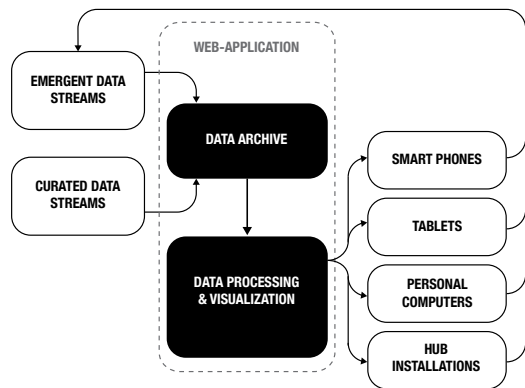 WEB-APPLICATION
EMERGENT DATA
STREAMS
DATA ARCHIVE
CURATED DATA
STREAMS
DATA PROCESSING
& VISUALIZATION
SMART PHONES
TABLETS
PERSONAL
COMPUTERS
HUB
INSTALLATIONS